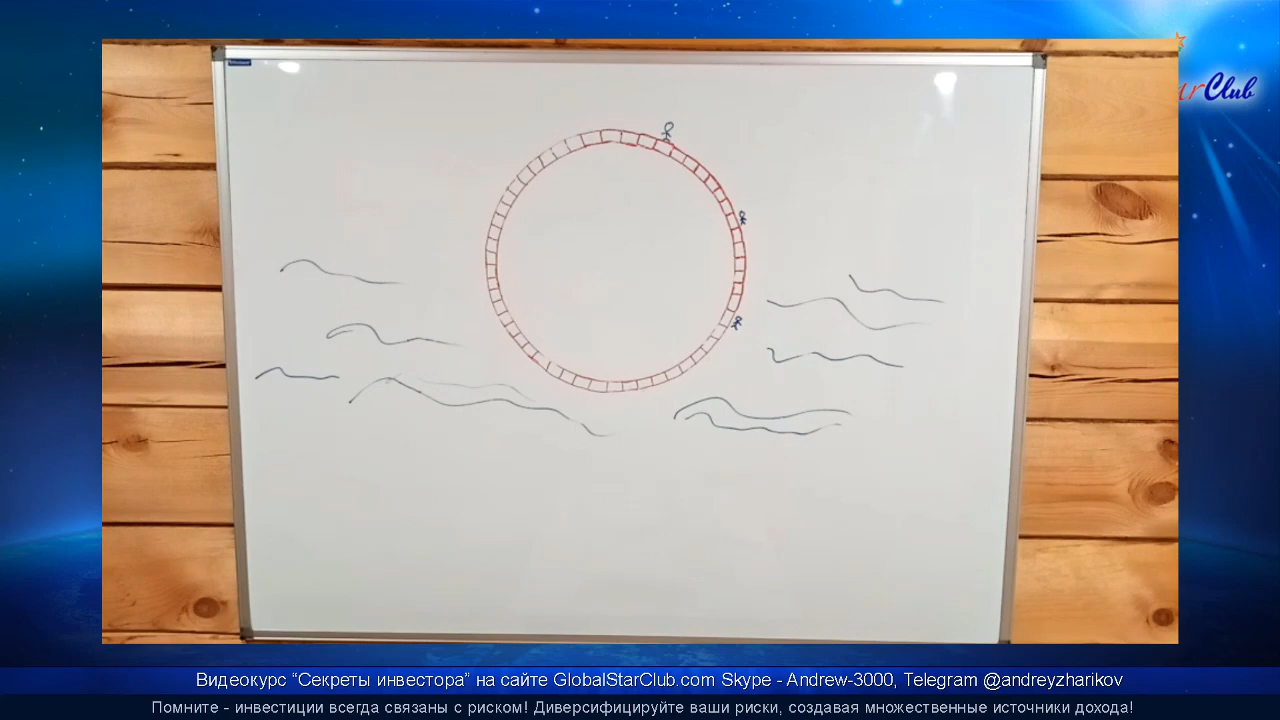 Club
Видеокурс “Секреты инвестора” на сайте GlobalStarClub.com Skype - Andrew-3000, Telegram @andreyzharikov
Помните - инвестиции всегда связаны с риском! Диверсифицируйте ваши риски, создавая множественные источники дохода!